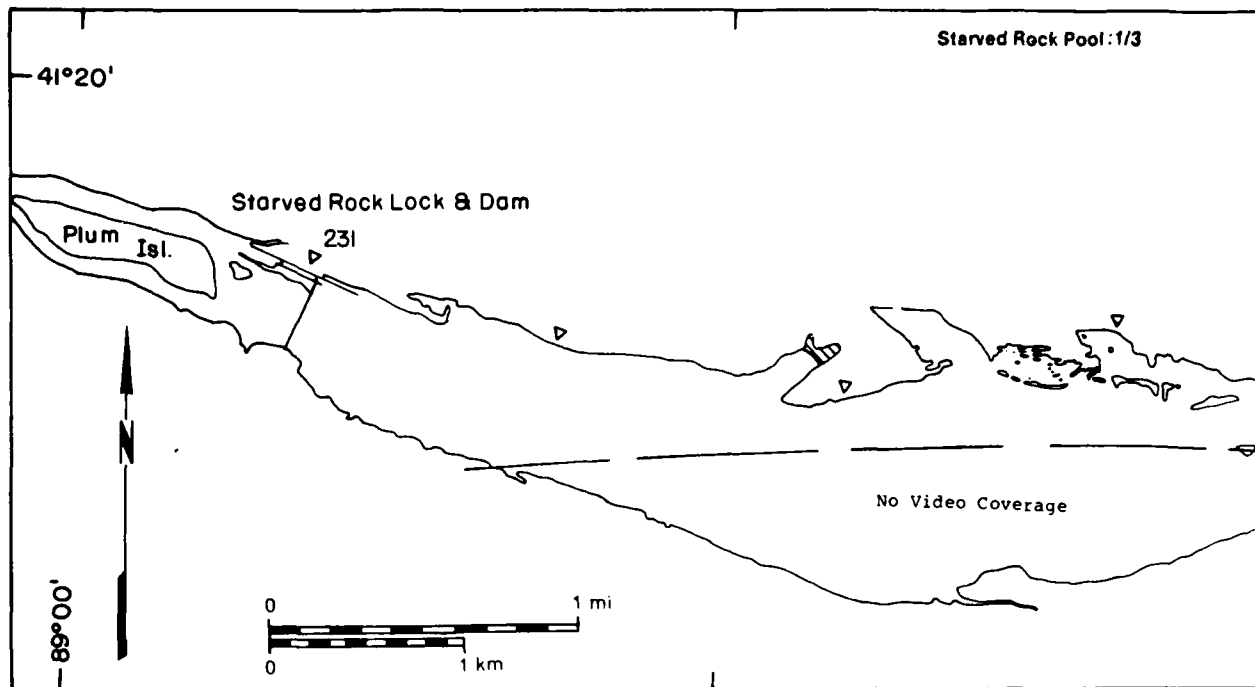 Starved Rock Pool:1/3
41°20'
Starved Rock Lock & Dam
231
Plum Isl.
N
No Video Coverage
89°00'
0 1 mi
0 1 km